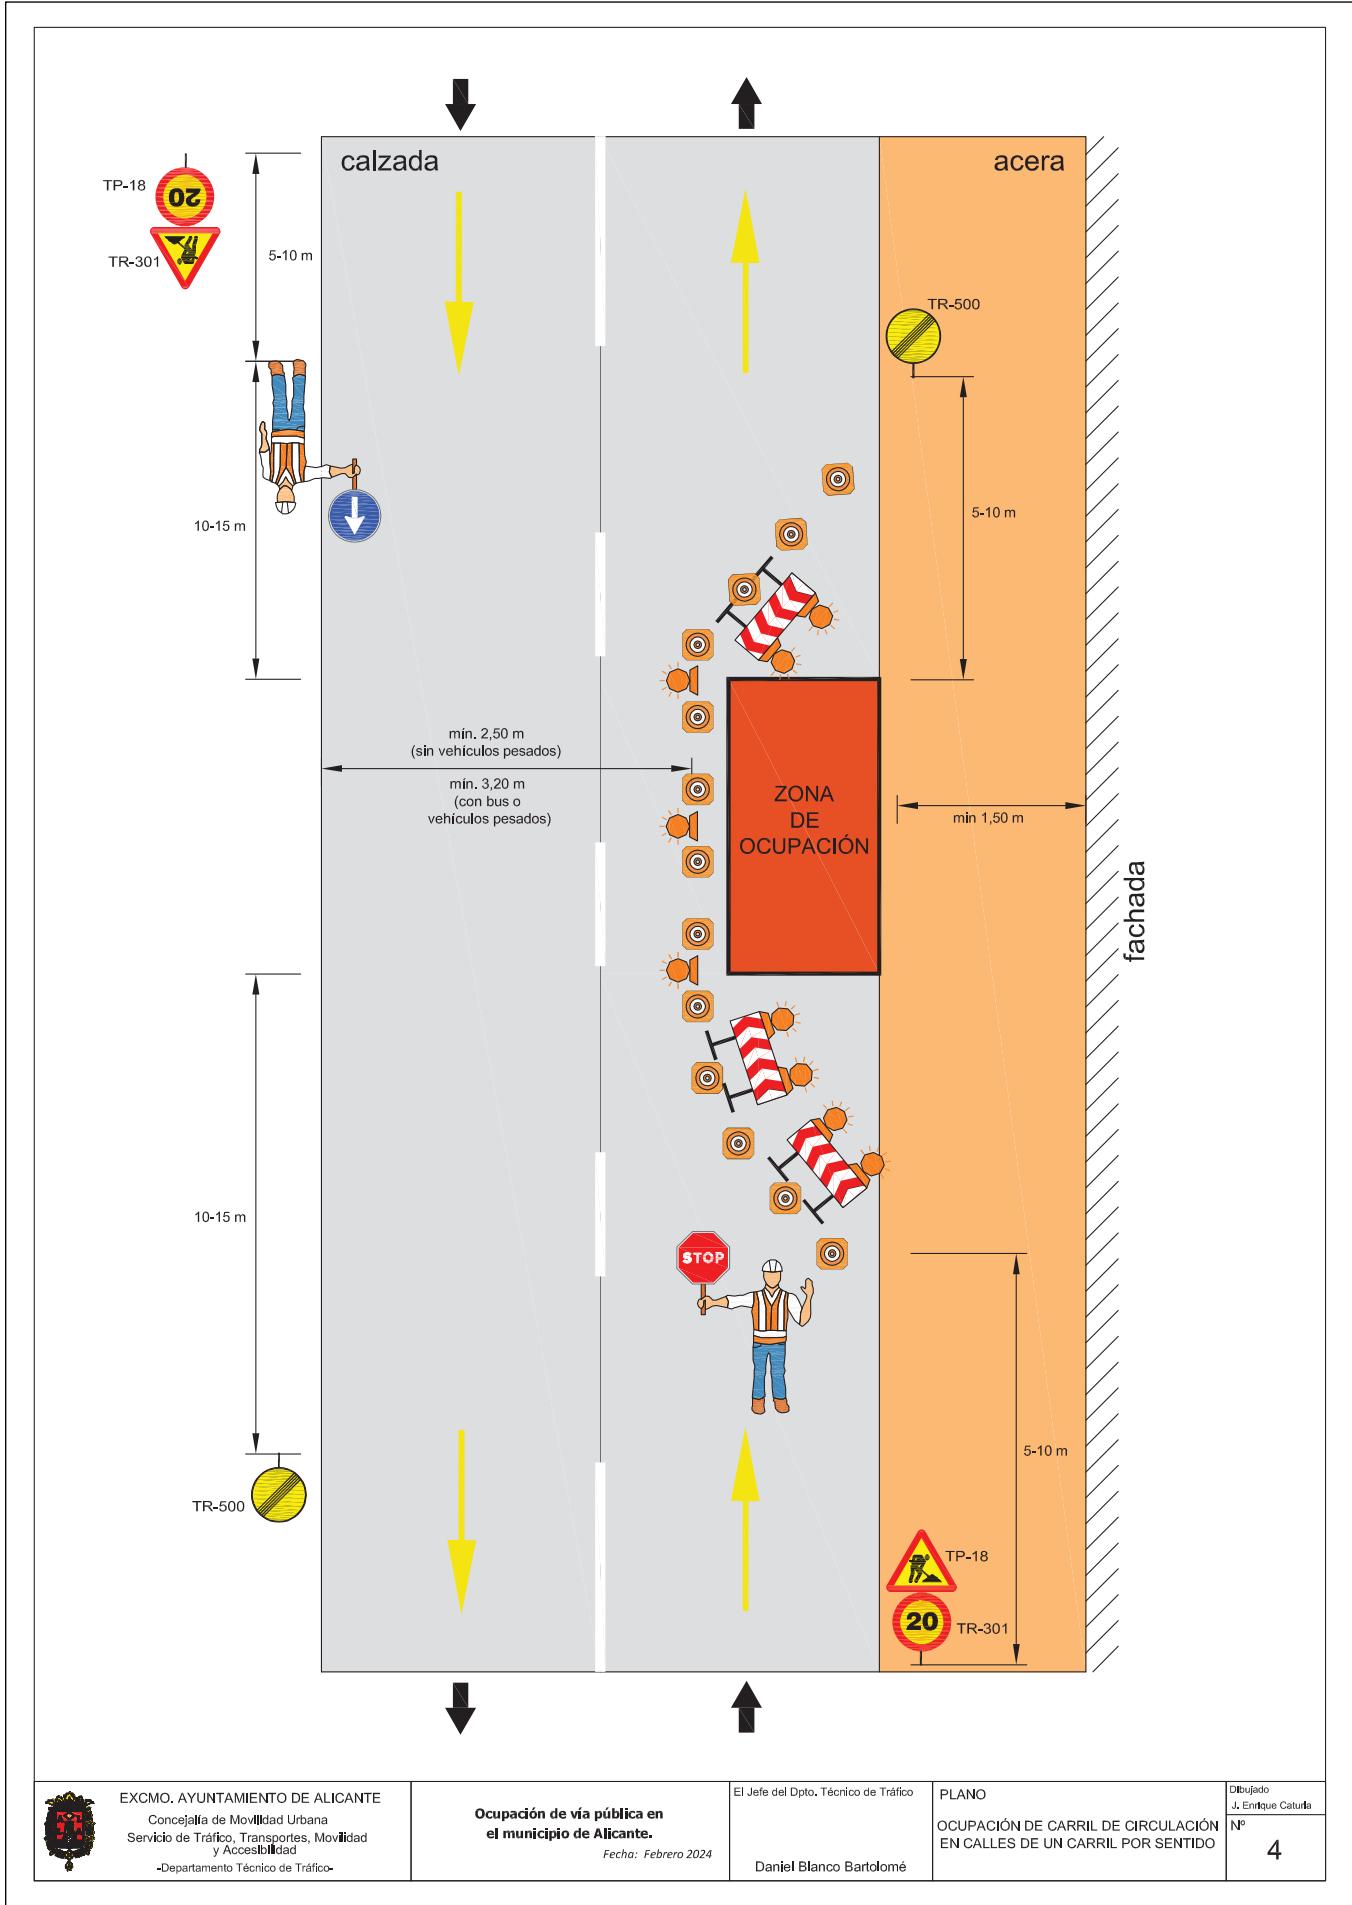 calzada
acera
TP-18
20
TR-301
5-10 m
TR-500
10-15 m
5-10 m
mín. 2,50 m
(sin vehículos pesados)
mín. 3,20 m
(con bus o
vehículos pesados)
ZONA
DE
OCUPACIÓN
min 1,50 m
fachada
10-15 m
STOP
5-10 m
TR-500
TP-18
20
TR-301
EXCMO. AYUNTAMIENTO DE ALICANTE
Concejalía de Movilidad Urbana
Servicio de Tráfico, Transportes, Movilidad
y Accesibilidad
-Departamento Técnico de Tráfico-
Ocupación de vía pública en
el municipio de Alicante.
Fecha: Febrero 2024
El Jefe del Dpto. Técnico de Tráfico
Daniel Blanco Bartolomé
PLANO
OCUPACIÓN DE CARRIL DE CIRCULACIÓN
EN CALLES DE UN CARRIL POR SENTIDO
Dibujado
J. Enrique Caturla
Nº
4